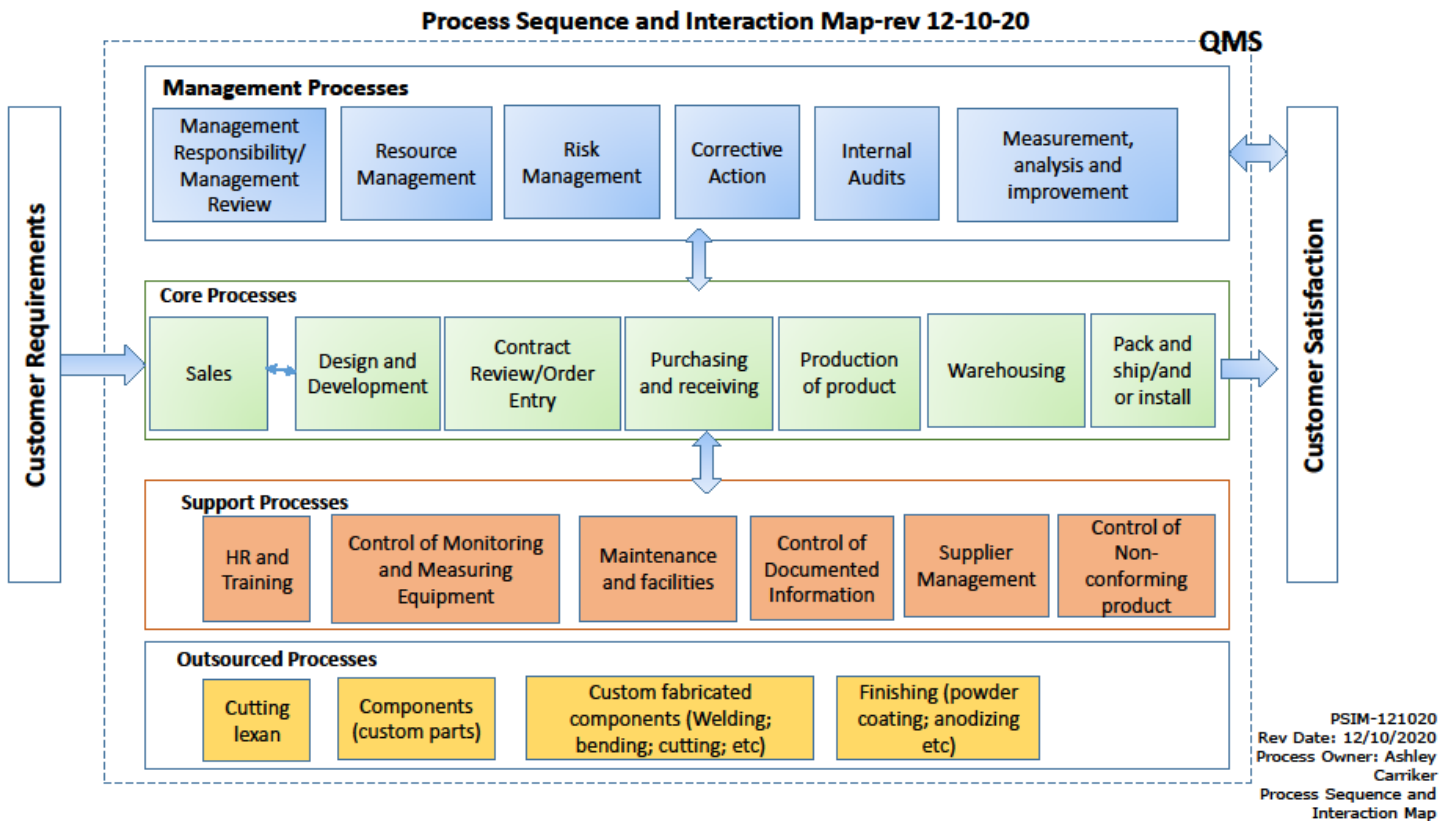 Process Sequence and Interaction Map-rev 12-10-20
QMS
Customer Requirements
Management Processes
Management
Responsibility/
Management
Review
Resource
Management
Risk
Management
Corrective
Action
Internal
Audits
Measurement,
analysis and
improvement
Core Processes
Sales
Design and
Development
Contract
Review/Order
Entry
Purchasing
and receiving
Production
of product
Warehousing
Pack and
ship/and
or install
Customer Satisfaction
Support Processes
HR and
Training
Control of Monitoring
and Measuring
Equipment
Maintenance
and facilities
Control of
Documented
Information
Supplier
Management
Control of
Non-
conforming
product
Outsourced Processes
Cutting
lexan
Components
(custom parts)
Custom fabricated
components (Welding;
bending; cutting; etc)
Finishing (powder
coating; anodizing
etc)
PSIM-121020
Rev Date: 12/10/2020
Process Owner: Ashley
Carriker
Process Sequence and
Interaction Map